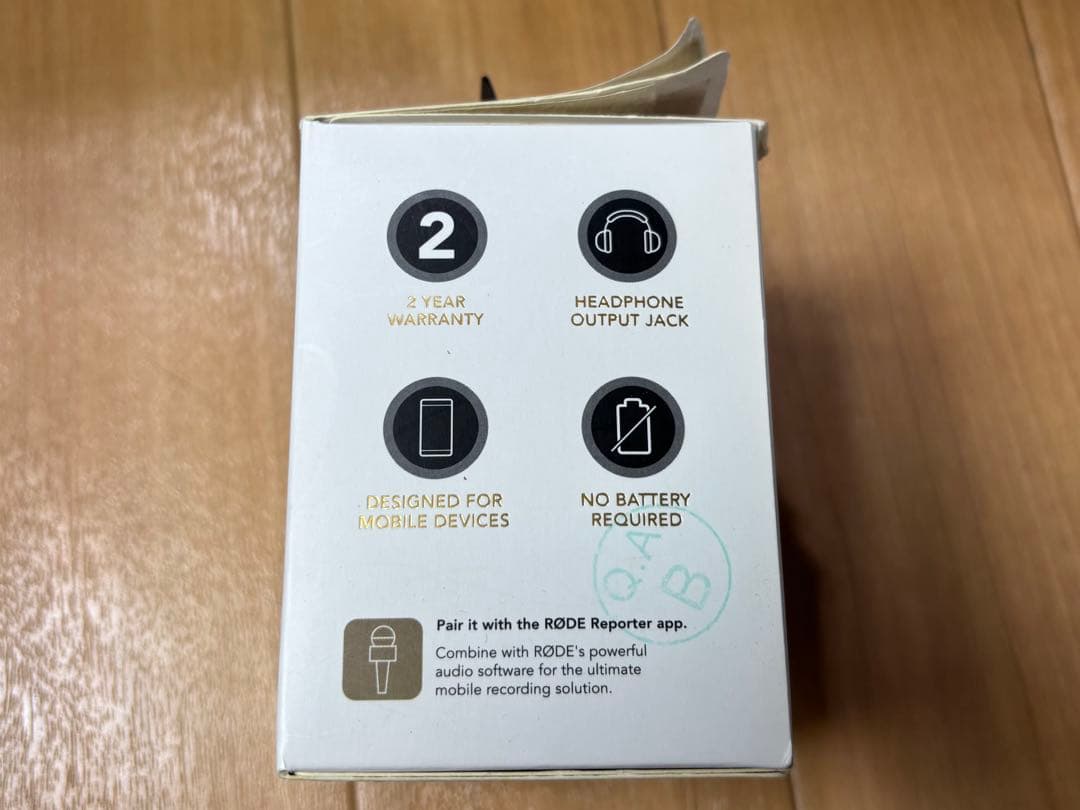 2
2 YEAR
WARRANTY
HEADPHONE
OUTPUT JACK
DESIGNED FOR
MOBILE DEVICES
NO BATTERY
REQUIRED
Q.A
B
Pair it with the RØDE Reporter app.
Combine with RØDE's powerful
audio software for the ultimate
mobile recording solution.